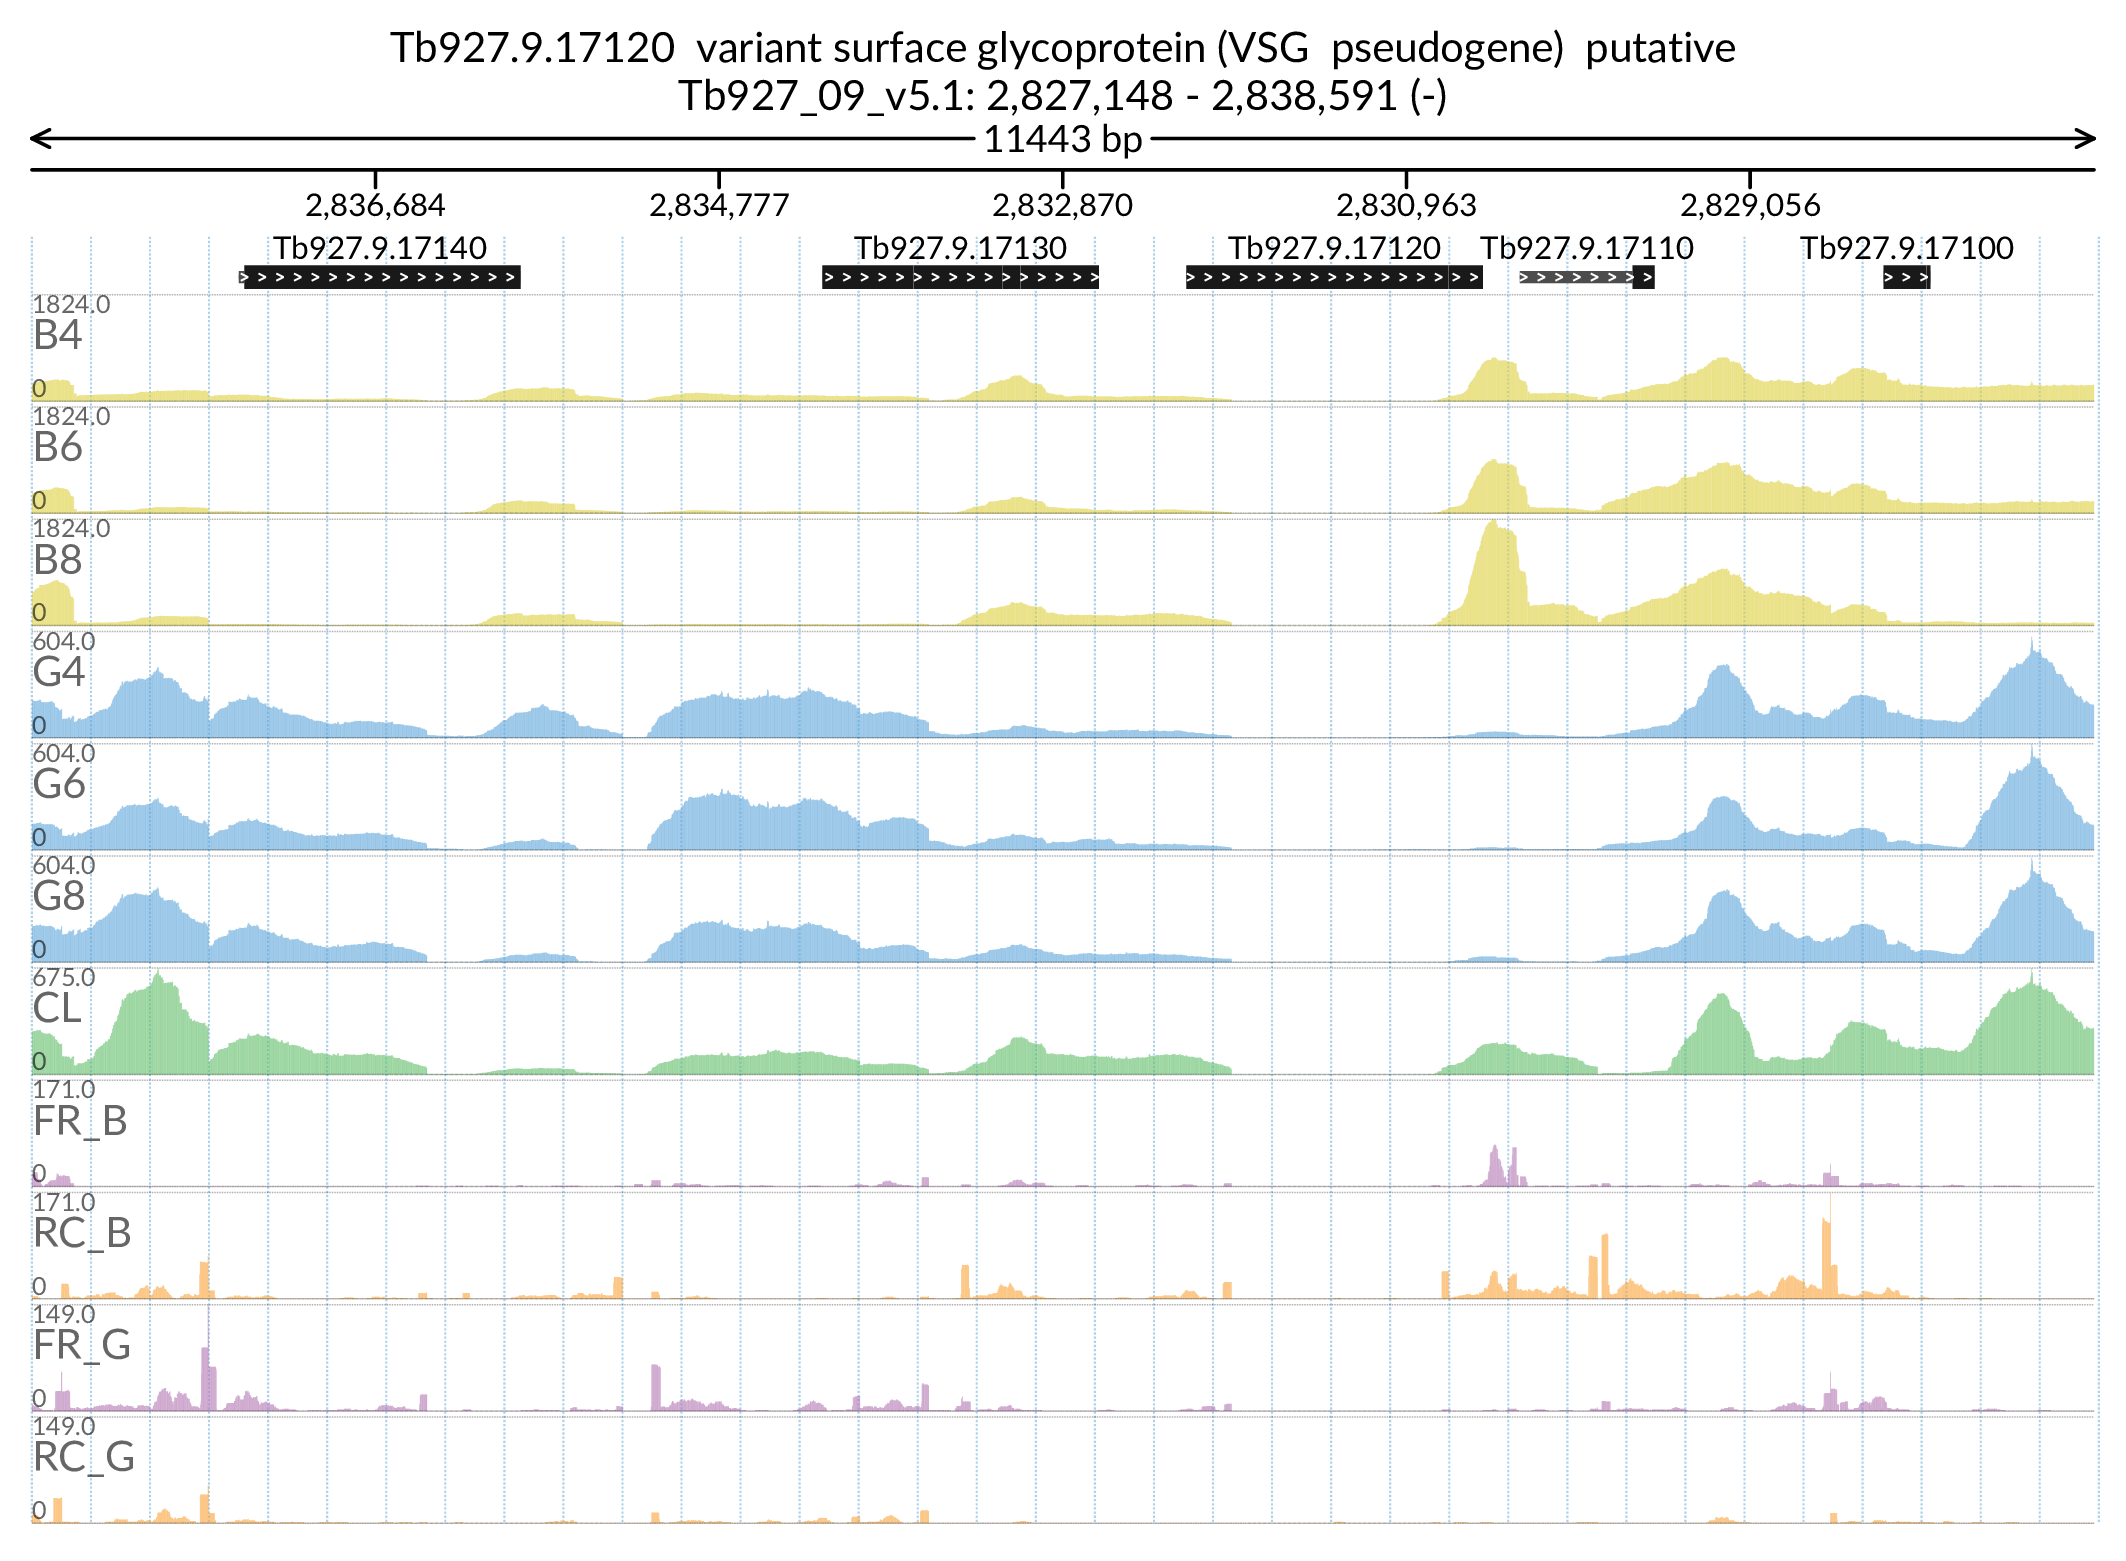 Tb927.9.17120 variant surface glycoprotein (VSG pseudogene) putative
Tb927_09_v5.1: 2,827,148 - 2,838,591 (-)
11443 bp
2,836,684 2,834,777 2,832,870 2,830,963 2,829,056
Tb927.9.17140 Tb927.9.17130 Tb927.9.17120 Tb927.9.17110 Tb927.9.17100
1824.0
B4
0
1824.0
B6
0
1824.0
B8
0
604.0
G4
0
604.0
G6
0
604.0
G8
0
675.0
CL
0
171.0
FR_B
0
171.0
RC_B
0
149.0
FR_G
0
149.0
RC_G
0